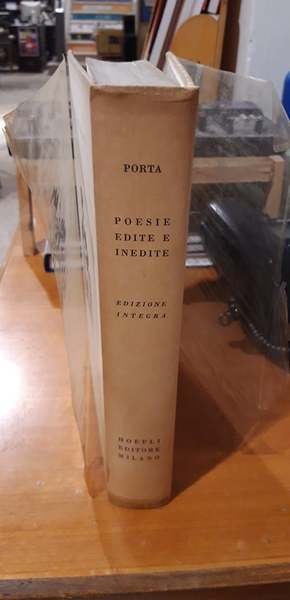 PORTA
POESIE
EDITE E
INEDITE
EDIZIONE
INTEGRA
HOEPLI
EDITORE
MILANO